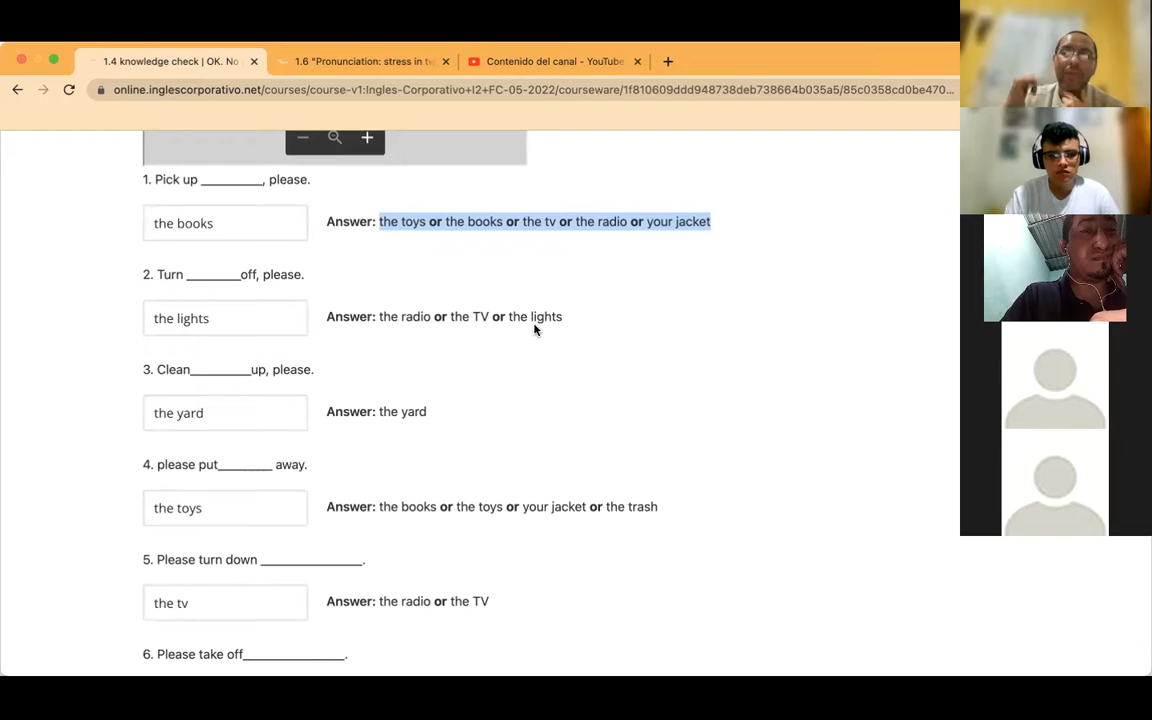 1.4 knowledge check | OK. No
1.6 "Pronunciation: stress in tw
Contenido del canal - YouTube
online.inglescorporativo.net/courses/course-v1:Ingles-Corporativo+I2+FC-05-2022/courseware/1f810609ddd948738deb738664b035a5/85c0358cd0be470...
1. Pick up _________, please.
the books
Answer: the toys or the books or the tv or the radio or your jacket
2. Turn ________off, please.
the lights
Answer: the radio or the TV or the lights
3. Clean_________up, please.
the yard
Answer: the yard
4. please put________ away.
the toys
Answer: the books or the toys or your jacket or the trash
5. Please turn down _______________.
the tv
Answer: the radio or the TV
6. Please take off_______________.